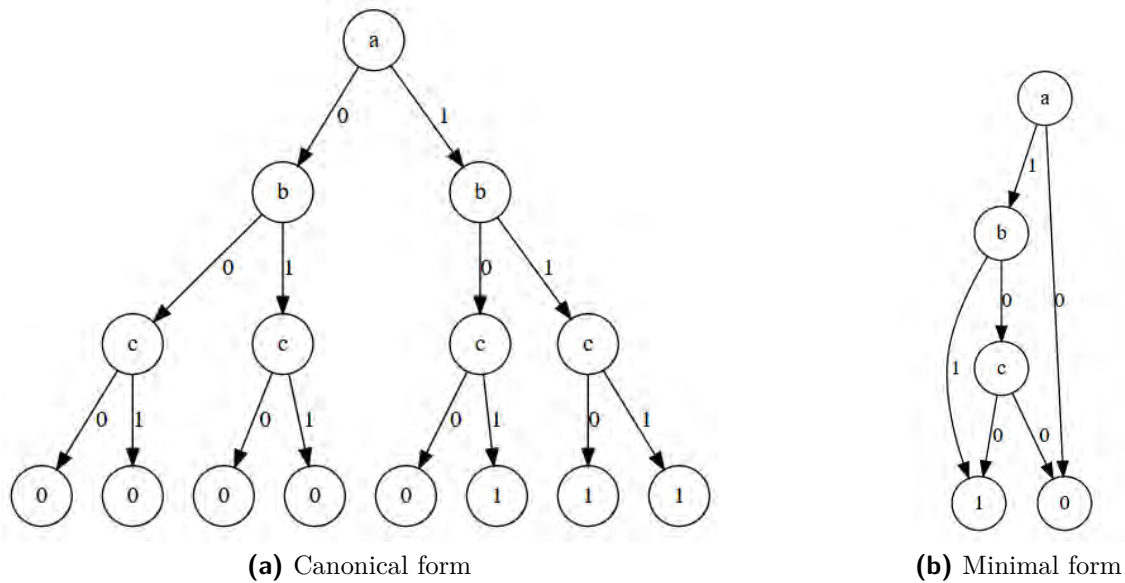 a
0 1
b b
0 1 0 1
c c c c
0 1 0 1 0 1 0 1
0 0 0 0 0 1 1 1
(a) Canonical form
a
1
b
0 0
c
1
0 0
1 0
(b) Minimal form